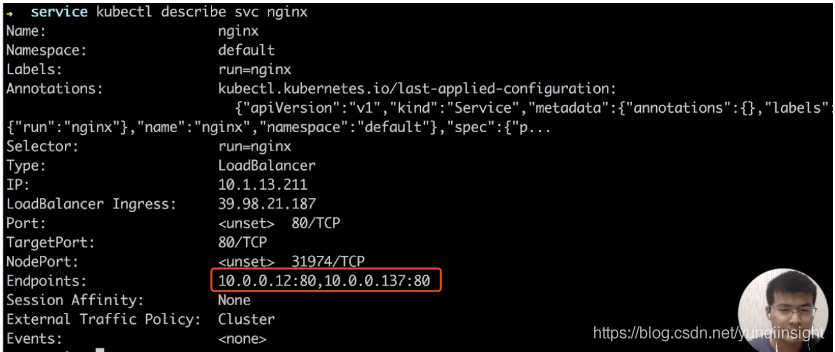 → service kubectl describe svc nginx
Name: nginx
Namespace: default
Labels: run=nginx
Annotations: kubectl.kubernetes.io/last-applied-configuration:
{"apiVersion":"v1","kind":"Service","metadata":{"annotations":{},"labels":
{"run":"nginx"},"name":"nginx","namespace":"default"},"spec":{"p...
Selector: run=nginx
Type: LoadBalancer
IP: 10.1.13.211
LoadBalancer Ingress: 39.98.21.187
Port: <unset> 80/TCP
TargetPort: 80/TCP
NodePort: <unset> 31974/TCP
Endpoints: 10.0.0.12:80,10.0.0.137:80
Session Affinity: None
External Traffic Policy: Cluster
Events: <none>
https://blog.csdn.net/yunqiinsight